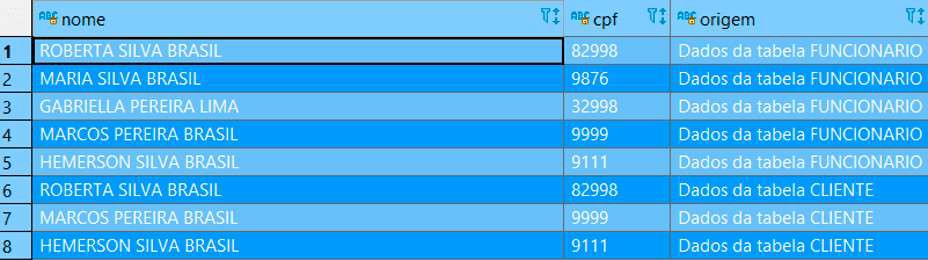 nome cpf origem
1 ROBERTA SILVA BRASIL 82998 Dados da tabela FUNCIONARIO
2 MARIA SILVA BRASIL 9876 Dados da tabela FUNCIONARIO
3 GABRIELLA PEREIRA LIMA 32998 Dados da tabela FUNCIONARIO
4 MARCOS PEREIRA BRASIL 9999 Dados da tabela FUNCIONARIO
5 HEMERSON SILVA BRASIL 9111 Dados da tabela FUNCIONARIO
6 ROBERTA SILVA BRASIL 82998 Dados da tabela CLIENTE
7 MARCOS PEREIRA BRASIL 9999 Dados da tabela CLIENTE
8 HEMERSON SILVA BRASIL 9111 Dados da tabela CLIENTE